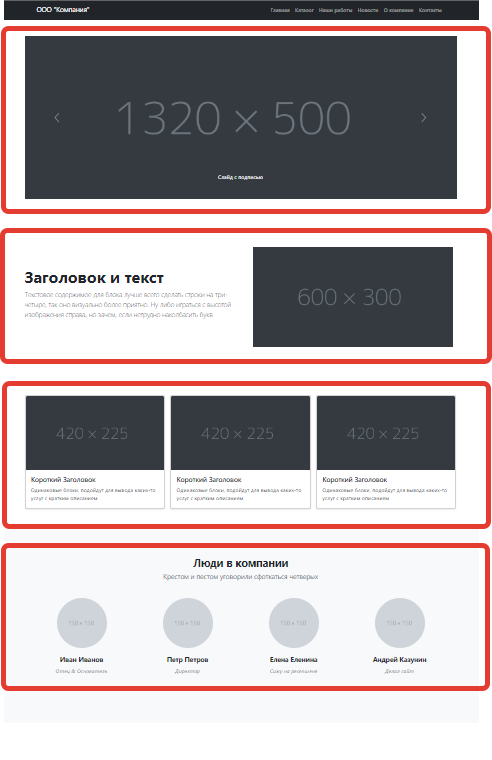 ООО "Компания"
Главная Каталог Наши работы Новости О компании Контакты
1320 × 500
Слайд с подписью
Заголовок и текст
Текстовое содержимое для блока лучше всего сделать строки на три-
четыре, так оно визуально более приятно. Ну либо играться с высотой
изображения справа, но зачем, если нетрудно наколбасить букв.
600 × 300
420 × 225
420 × 225
420 × 225
Короткий Заголовок
Одинаковые блоки, подойдут для вывода каких-то
услуг с кратким описанием
Короткий Заголовок
Одинаковые блоки, подойдут для вывода каких-то
услуг с кратким описанием
Короткий Заголовок
Одинаковые блоки, подойдут для вывода каких-то
услуг с кратким описанием
Люди в компании
Крестом и пестом уговорили сфоткаться четверых
150 × 150
150 × 150
150 × 150
150 × 150
Иван Иванов
Отец & Основатель
Петр Петров
Директор
Елена Еленина
Сижу на ресепшене
Андрей Казунин
Делал сайт